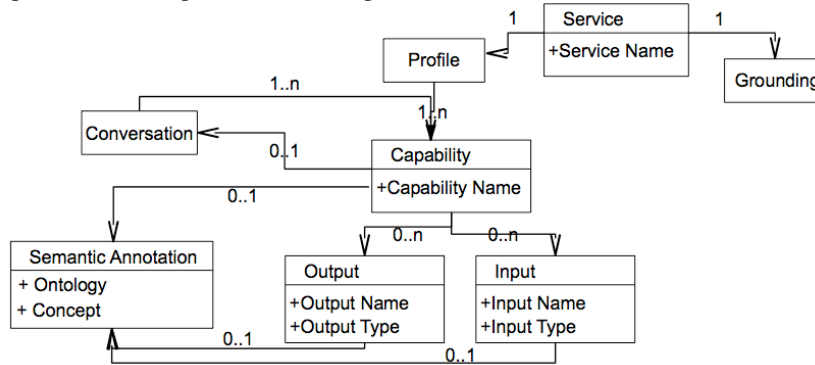 1
Service
1
+Service Name
Profile
Grounding
1..n
1..n
Conversation
0..1
Capability
+Capability Name
0..1
0..n
0..n
Semantic Annotation
+ Ontology
+ Concept
Output
+Output Name
+Output Type
Input
+Input Name
+Input Type
0..1
0..1